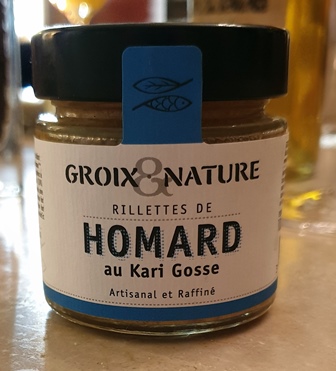 GROIX & NATURE
RILLETTES DE
HOMARD
au Kari Gosse
Artisanal et Raffiné